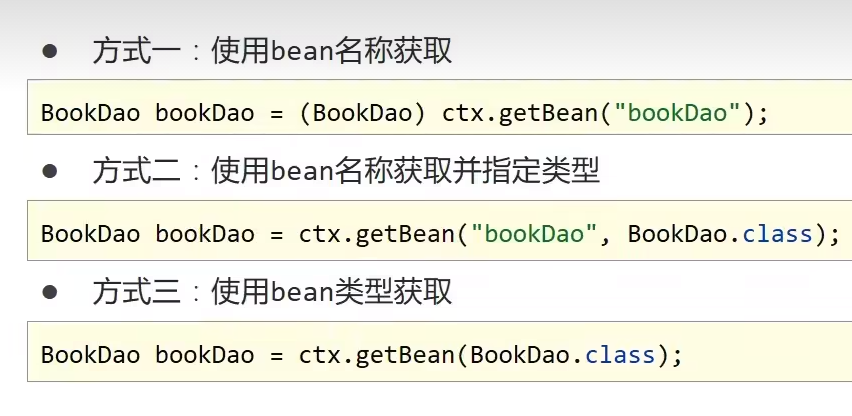 ● 方式一：使用bean名称获取
BookDao bookDao = (BookDao) ctx.getBean("bookDao");
● 方式二：使用bean名称获取并指定类型
BookDao bookDao = ctx.getBean("bookDao", BookDao.class);
● 方式三：使用bean类型获取
BookDao bookDao = ctx.getBean(BookDao.class);